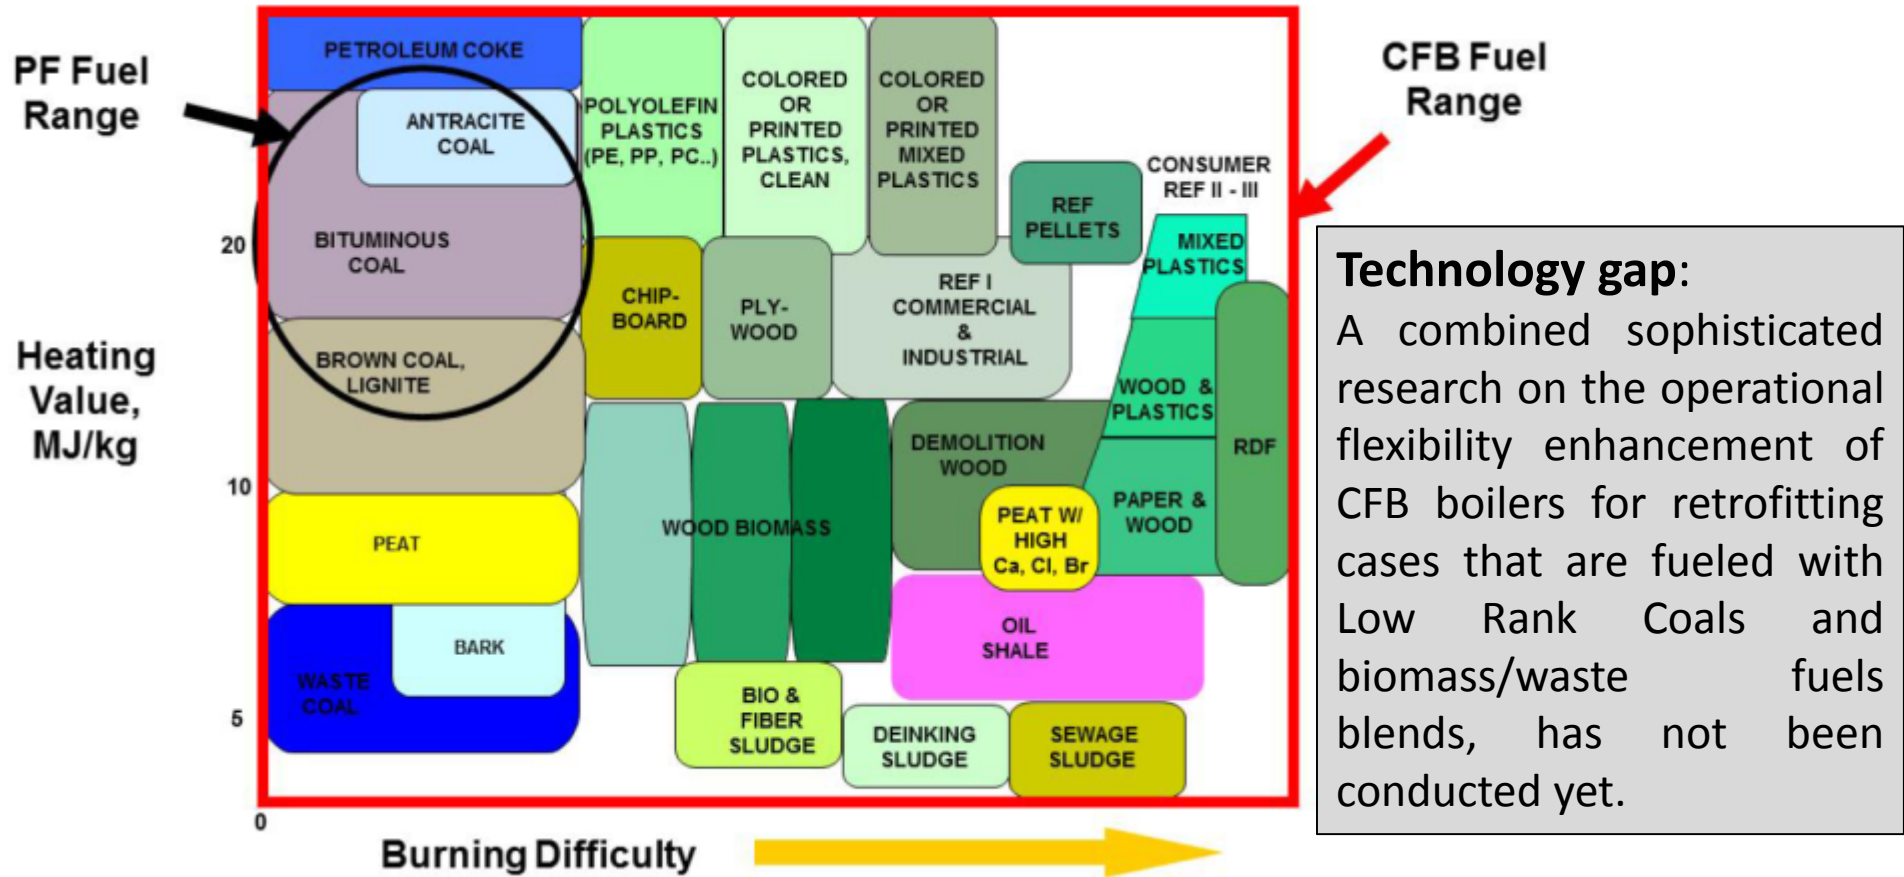 PF Fuel
Range
CFB Fuel
Range
PETROLEUM COKE
ANTRACITE
COAL
BITUMINOUS
COAL
BROWN COAL,
LIGNITE
PEAT
BARK
WASTE
COAL
POLYOLEFIN
PLASTICS
(PE, PP, PC..)
COLORED
OR
PRINTED
PLASTICS,
CLEAN
COLORED
OR
PRINTED
MIXED
PLASTICS
REF
PELLETS
CONSUMER
REF II - III
MIXED
PLASTICS
CHIP-
BOARD
PLY-
WOOD
REF I
COMMERCIAL
&
INDUSTRIAL
WOOD &
PLASTICS
RDF
DEMOLITION
WOOD
PAPER &
WOOD
PEAT W/
HIGH
Ca, Cl, Br
WOOD BIOMASS
OIL
SHALE
BIO &
FIBER
SLUDGE
DEINKING
SLUDGE
SEWAGE
SLUDGE
Heating
Value,
MJ/kg
20
10
5
0
Burning Difficulty
Technology gap:
A combined sophisticated
research on the operational
flexibility enhancement of
CFB boilers for retrofitting
cases that are fueled with
Low Rank Coals and
biomass/waste fuels
blends, has not been
conducted yet.